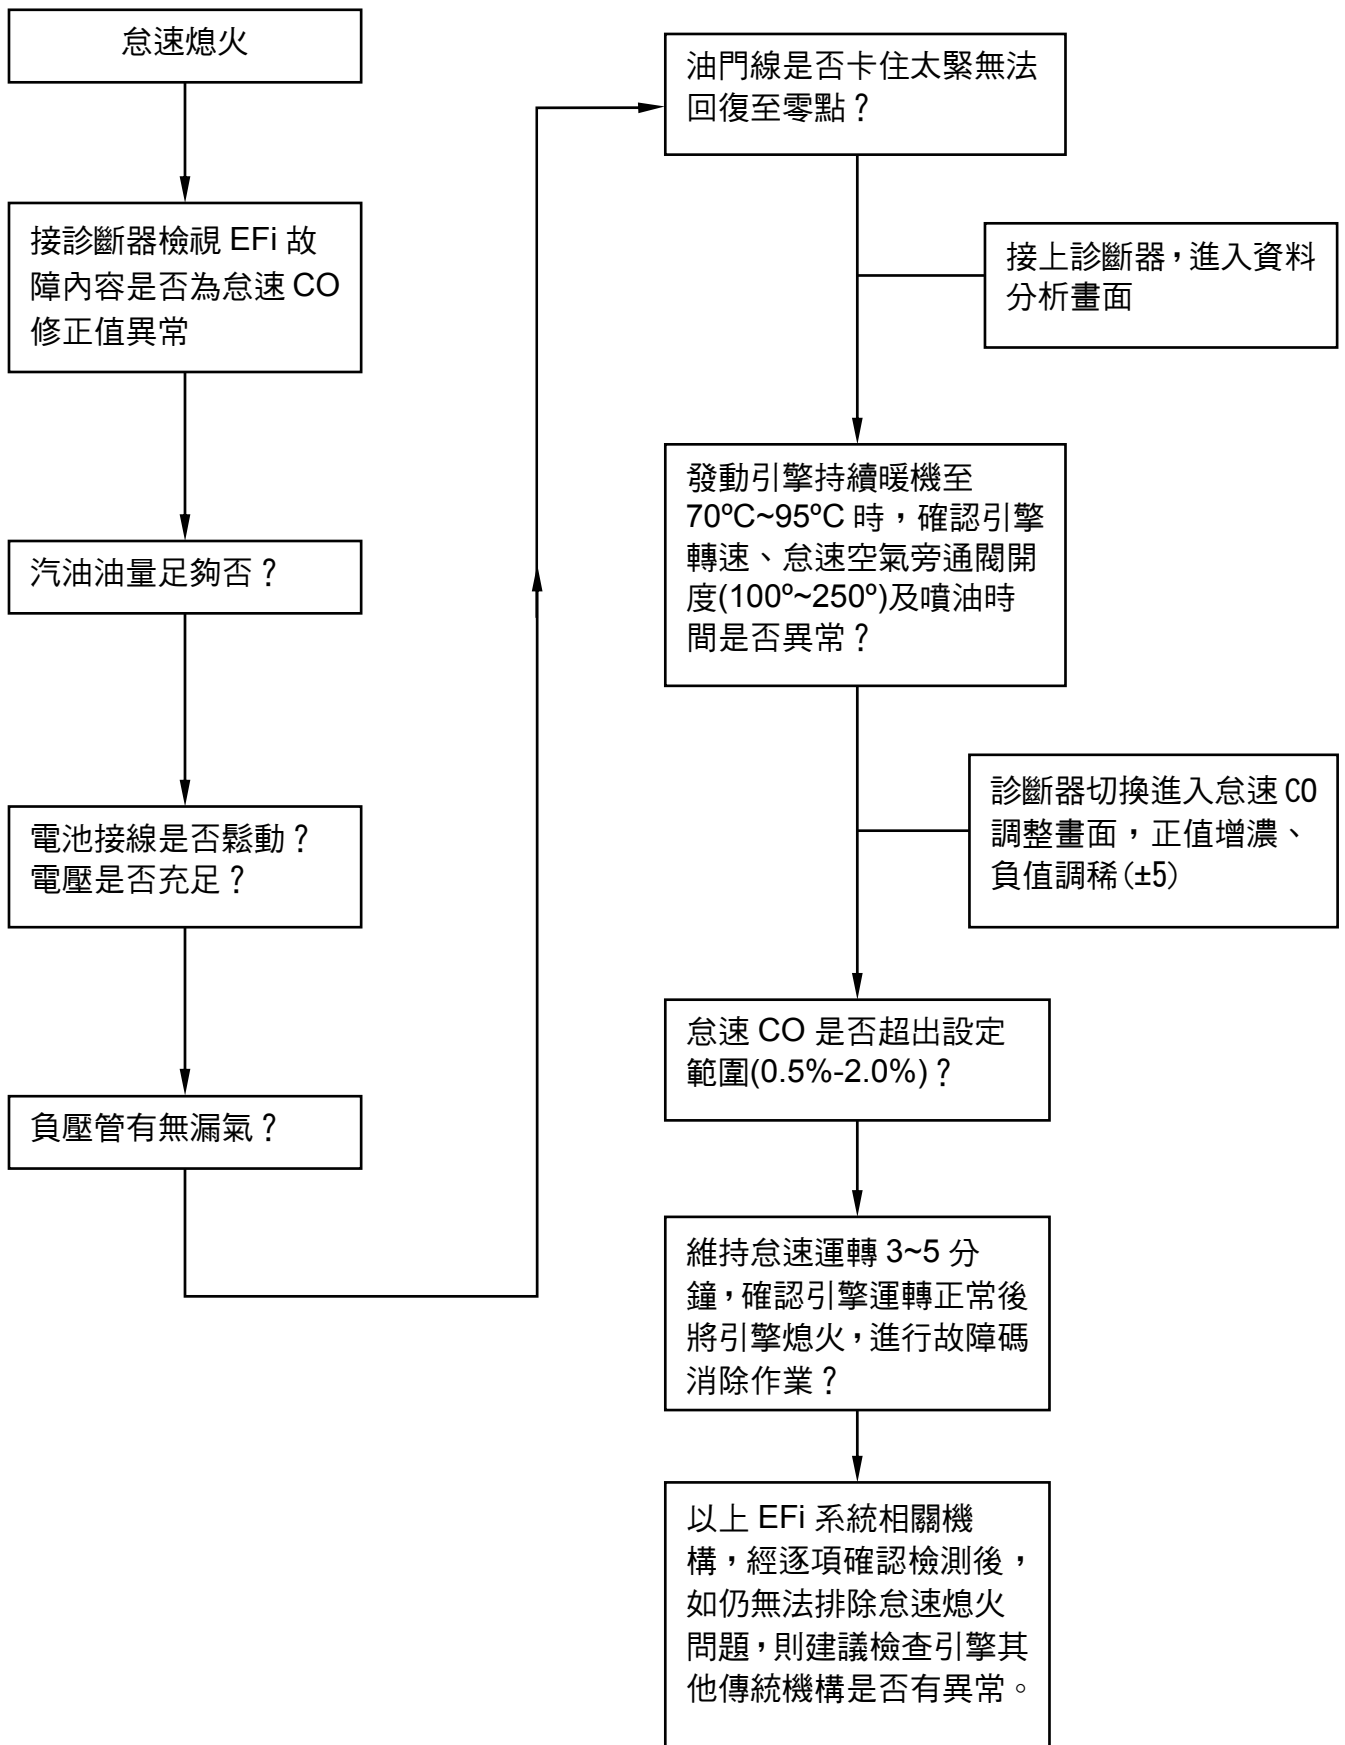 怠速熄火
接診斷器檢視 EFi 故
障內容是否為怠速 CO
修正值異常
汽油油量足夠否？
電池接線是否鬆動？
電壓是否充足？
負壓管有無漏氣？
油門線是否卡住太緊無法
回復至零點？
接上診斷器，進入資料
分析畫面
發動引擎持續暖機至
70ºC~95ºC 時，確認引擎
轉速、怠速空氣旁通閥開
度(100º~250º)及噴油時
間是否異常？
診斷器切換進入怠速 CO
調整畫面，正值增濃、
負值調稀(±5)
怠速 CO 是否超出設定
範圍(0.5%-2.0%)？
維持怠速運轉 3~5 分
鐘，確認引擎運轉正常後
將引擎熄火，進行故障碼
消除作業？
以上 EFi 系統相關機
構，經逐項確認檢測後，
如仍無法排除怠速熄火
問題，則建議檢查引擎其
他傳統機構是否有異常。